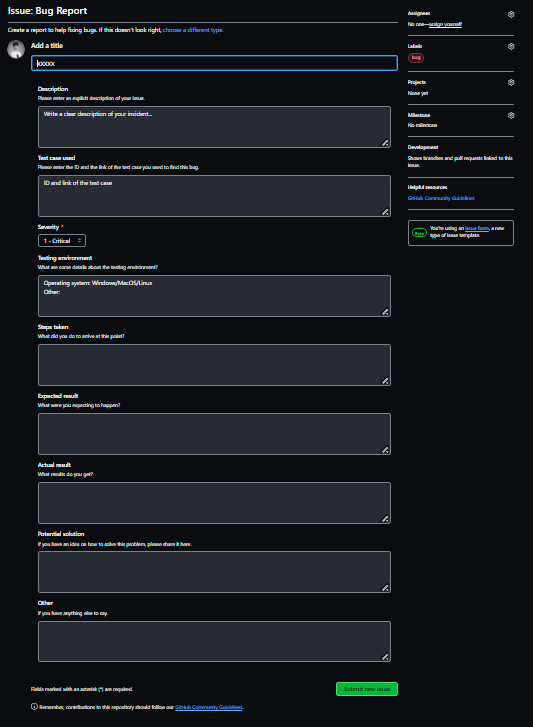 Issue: Bug Report
Create a report to help fixing bugs. If this doesn't look right, choose a different type.
Add a title
xxxxx
Description
Please enter an explicit description of your issue.
Write a clear description of your incident...
Test case used
Please enter the ID and link of the test case you used to find this bug.
ID and link of the test case
Severity *
1 - Critical
Testing environment
What are some details about the testing environment?
Operating system: Windows/MacOS/Linux
Other:
Steps taken
What did you do to arrive at this point?
Expected result
What were you expecting to happen?
Actual result
What results do you get?
Potential solution
If you have an idea on how to solve this problem, please share it here.
Other
If you have anything else to say.
Fields marked with an asterisk (*) are required.
Submit new issue
Remember, contributions to this repository should follow our GitHub Community Guidelines.
Assignees
No one—assign yourself
Labels
bug
Projects
None yet
Milestone
No milestone
Development
Shows branches and pull requests linked to this
issue.
Helpful resources
GitHub Community Guidelines
Beta
You're using an issue form, a new
type of issue template.